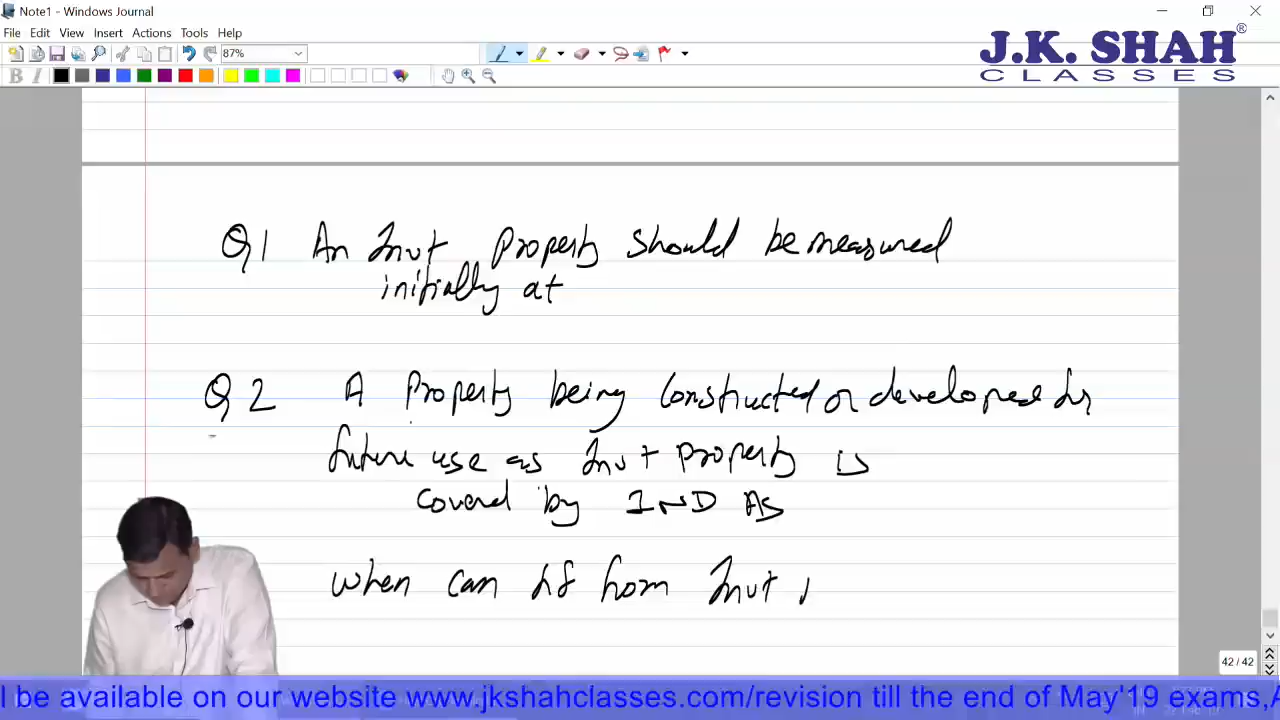 Note1 - Windows Journal
File Edit View Insert Actions Tools Help
87%
J.K. SHAH®
CLASSES
Q1 An Invt Property should be measured
initially at
Q2 A Property being constructed or developed for
future use as Invt property is
covered by IND AS
When can trf from Invt
42 / 42
l be available on our website www.jkshahclasses.com/revision till the end of May'19 exams,A